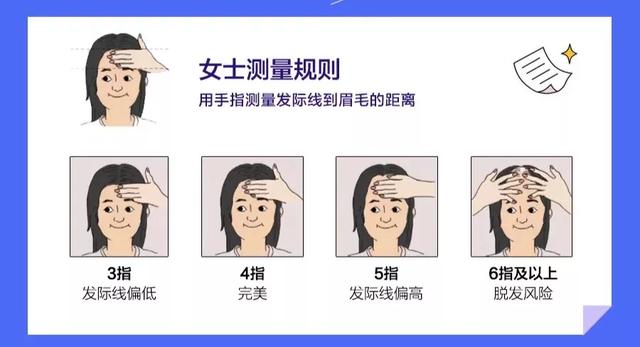 女士测量规则
用手指测量发际线到眉毛的距离
3指
发际线偏低
4指
完美
5指
发际线偏高
6指及以上
脱发风险